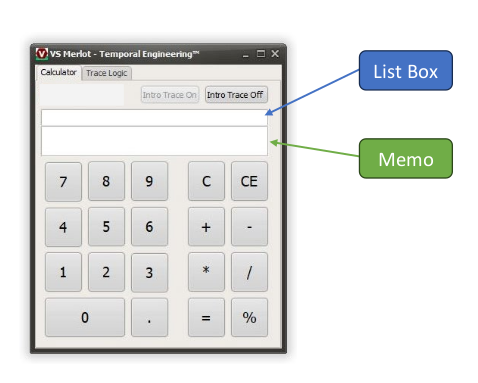 VS Merlot - Temporal Engineering™
Calculator Trace Logic
Intro Trace On Intro Trace Off
List Box
Memo
7 8 9 C CE
4 5 6 + -
1 2 3 * /
0 . = %